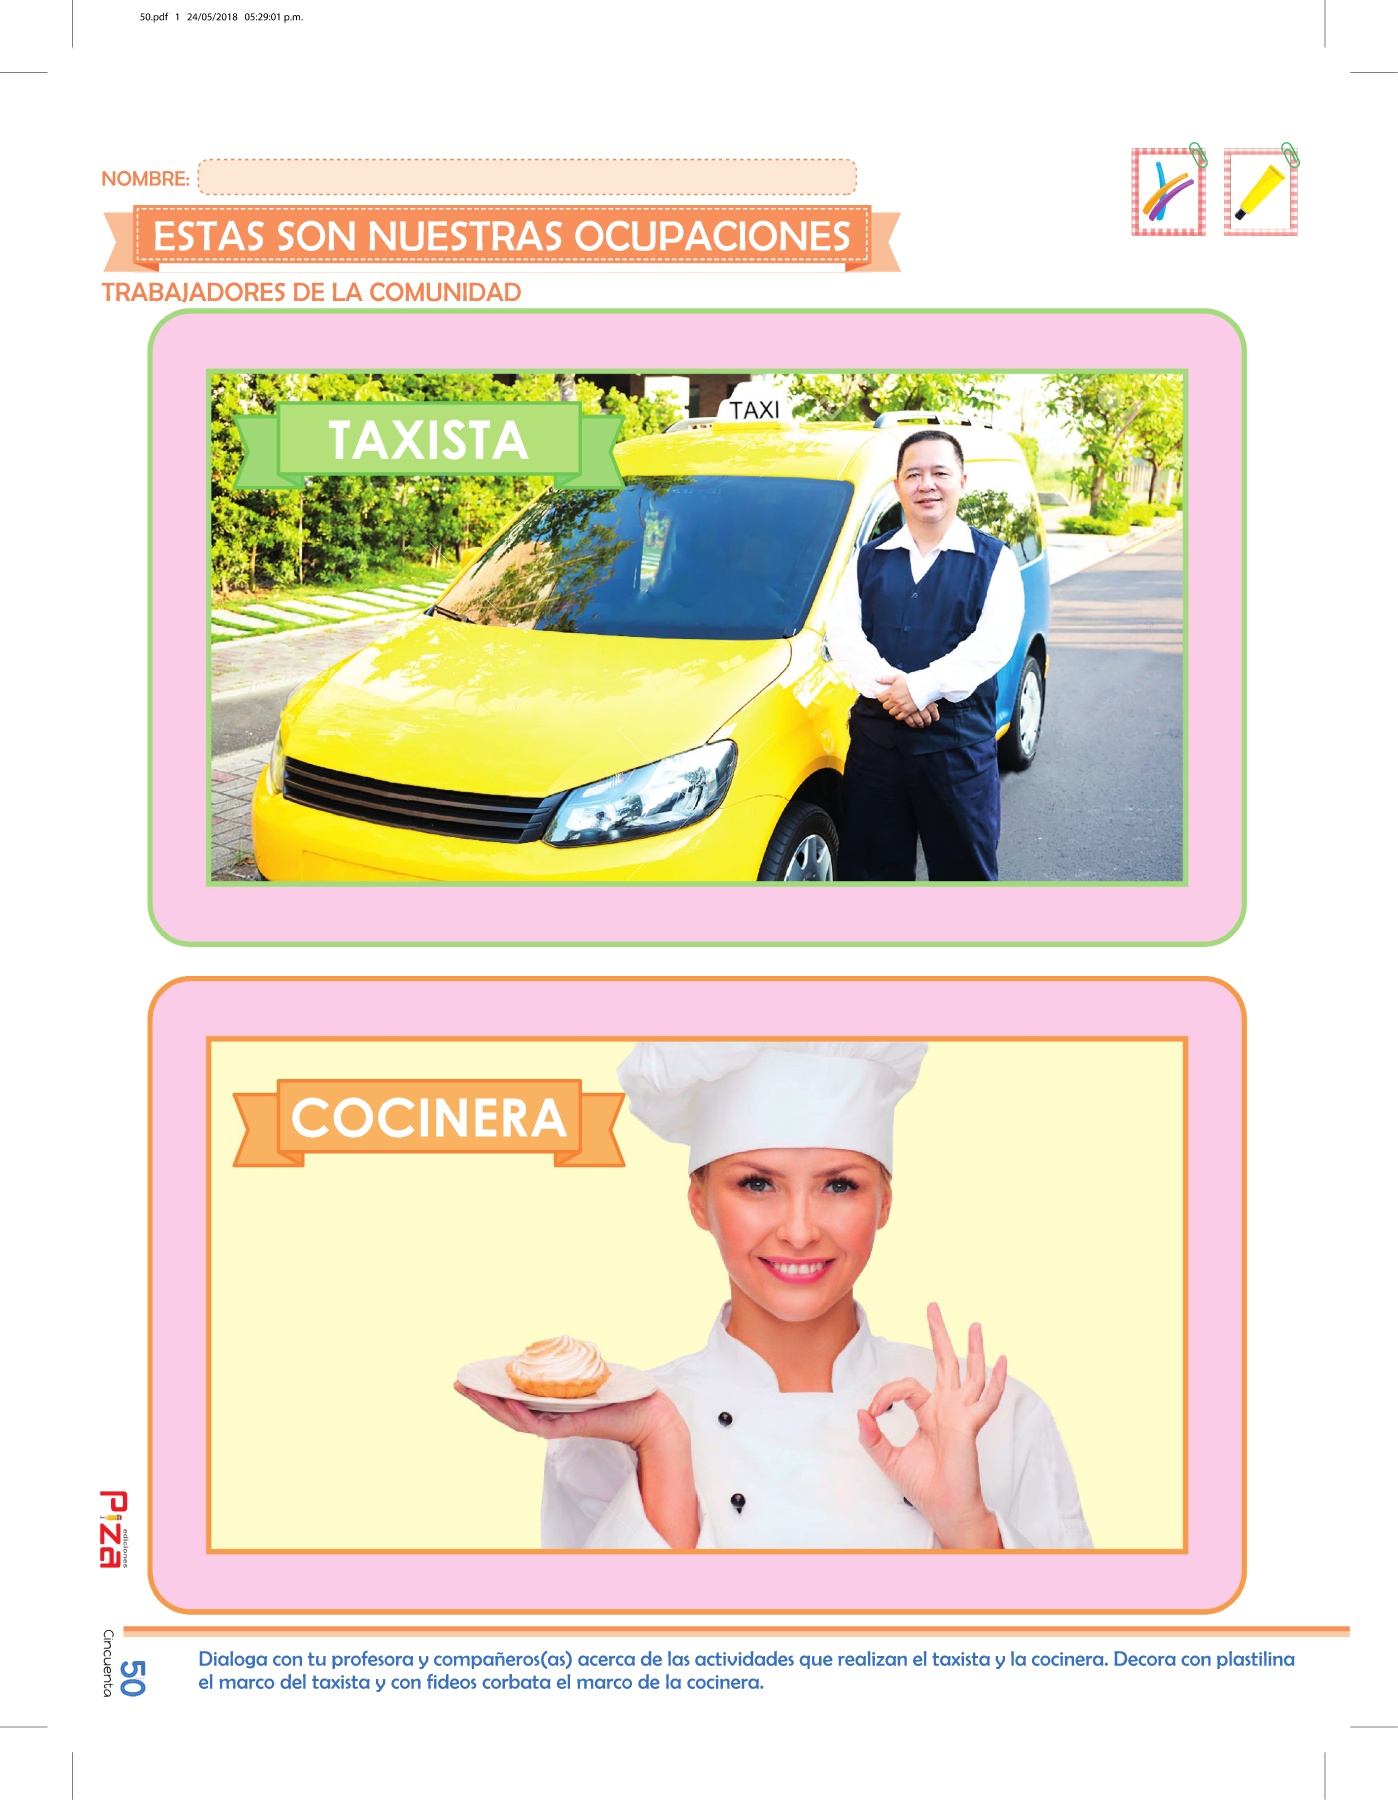 50.pdf 1 24/05/2018 05:29:01 p.m.
NOMBRE:
ESTAS SON NUESTRAS OCUPACIONES
TRABAJADORES DE LA COMUNIDAD
TAXISTA
TAXI
COCINERA
Piza
ediciones
Cincuenta
50
Dialoga con tu profesora y compañeros(as) acerca de las actividades que realizan el taxista y la cocinera. Decora con plastilina
el marco del taxista y con fideos corbata el marco de la cocinera.